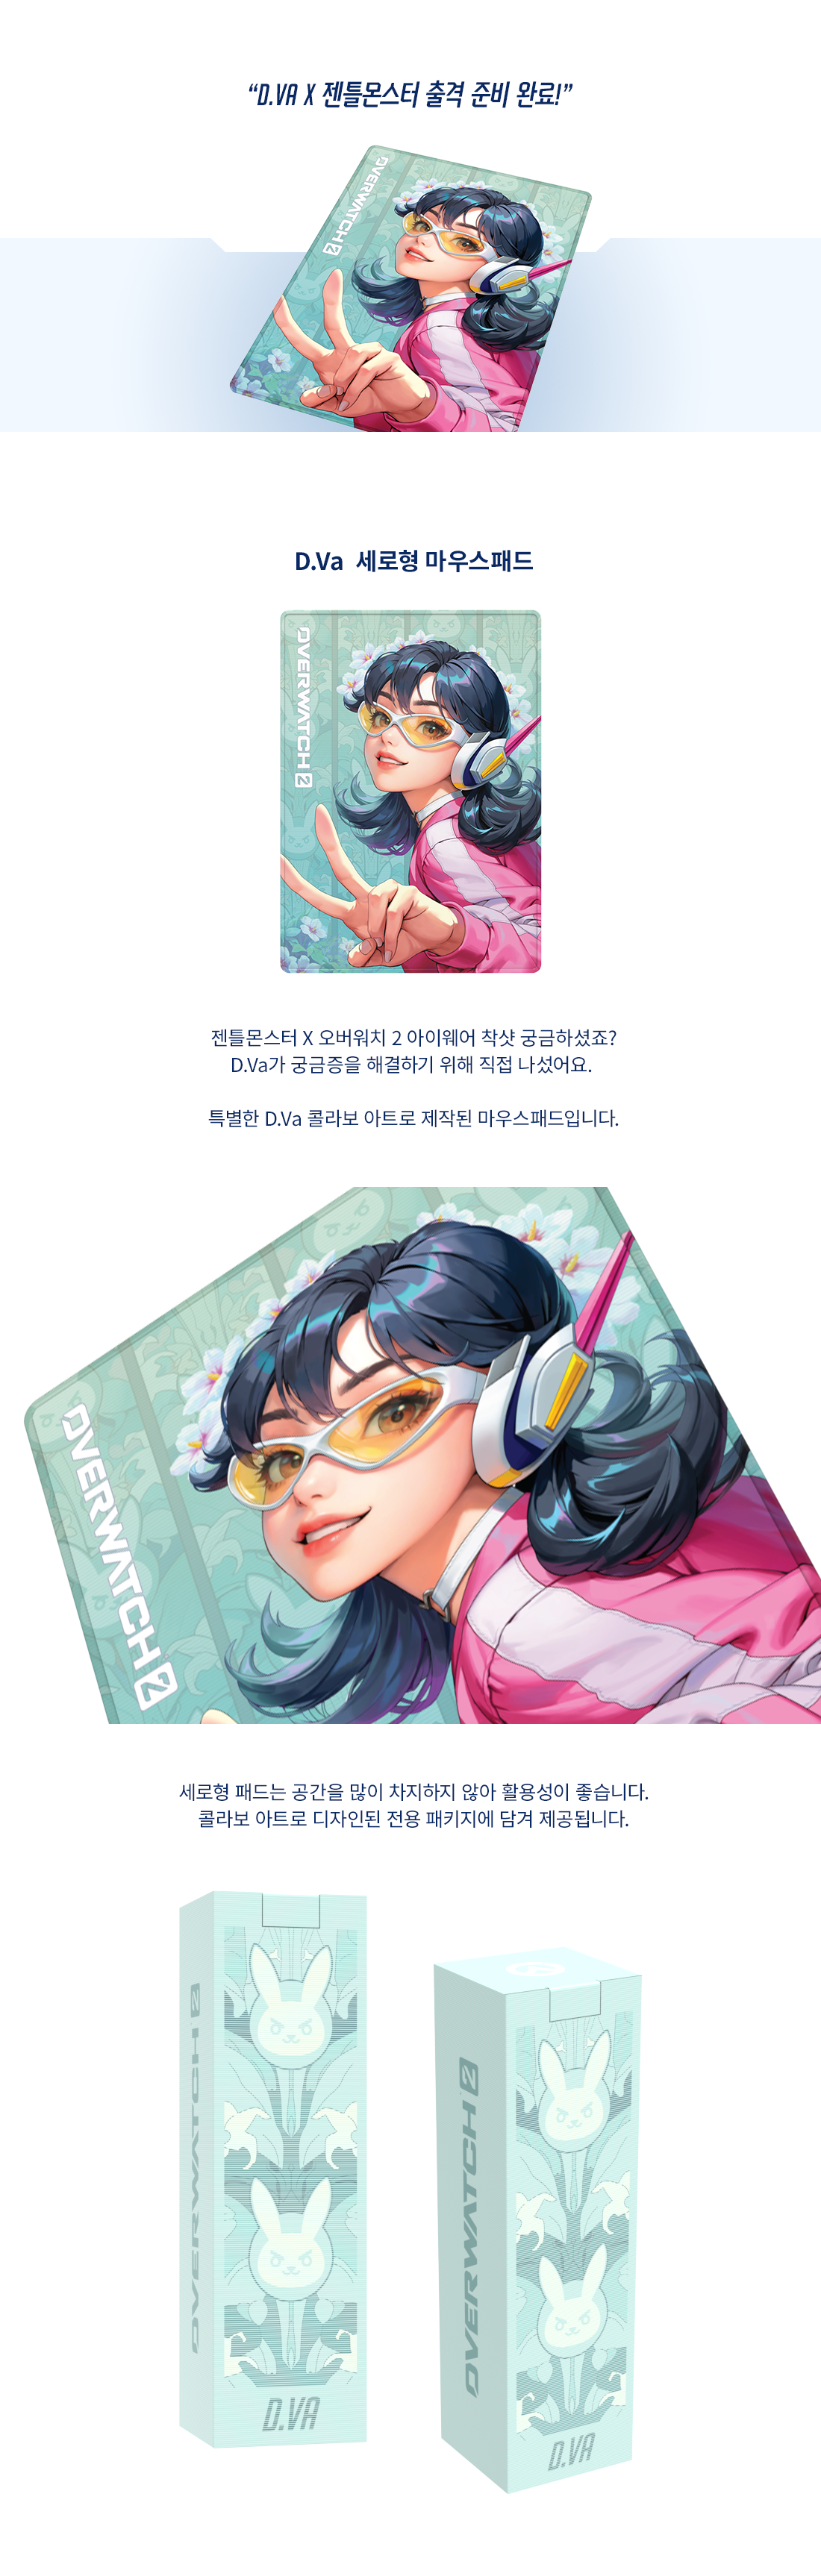 “D.VA X 젠틀몬스터 출격 준비 완료!”
OVERWATCH 2
D.Va 세로형 마우스패드
OVERWATCH 2
젠틀몬스터 X 오버워치 2 아이웨어 착샷 궁금하셨죠?
D.Va가 궁금증을 해결하기 위해 직접 나섰어요.
특별한 D.Va 콜라보 아트로 제작된 마우스패드입니다.
OVERWATCH 2
세로형 패드는 공간을 많이 차지하지 않아 활용성이 좋습니다.
콜라보 아트로 디자인된 전용 패키지에 담겨 제공됩니다.
OVERWATCH 2
D.VA
OVERWATCH 2
D.VA